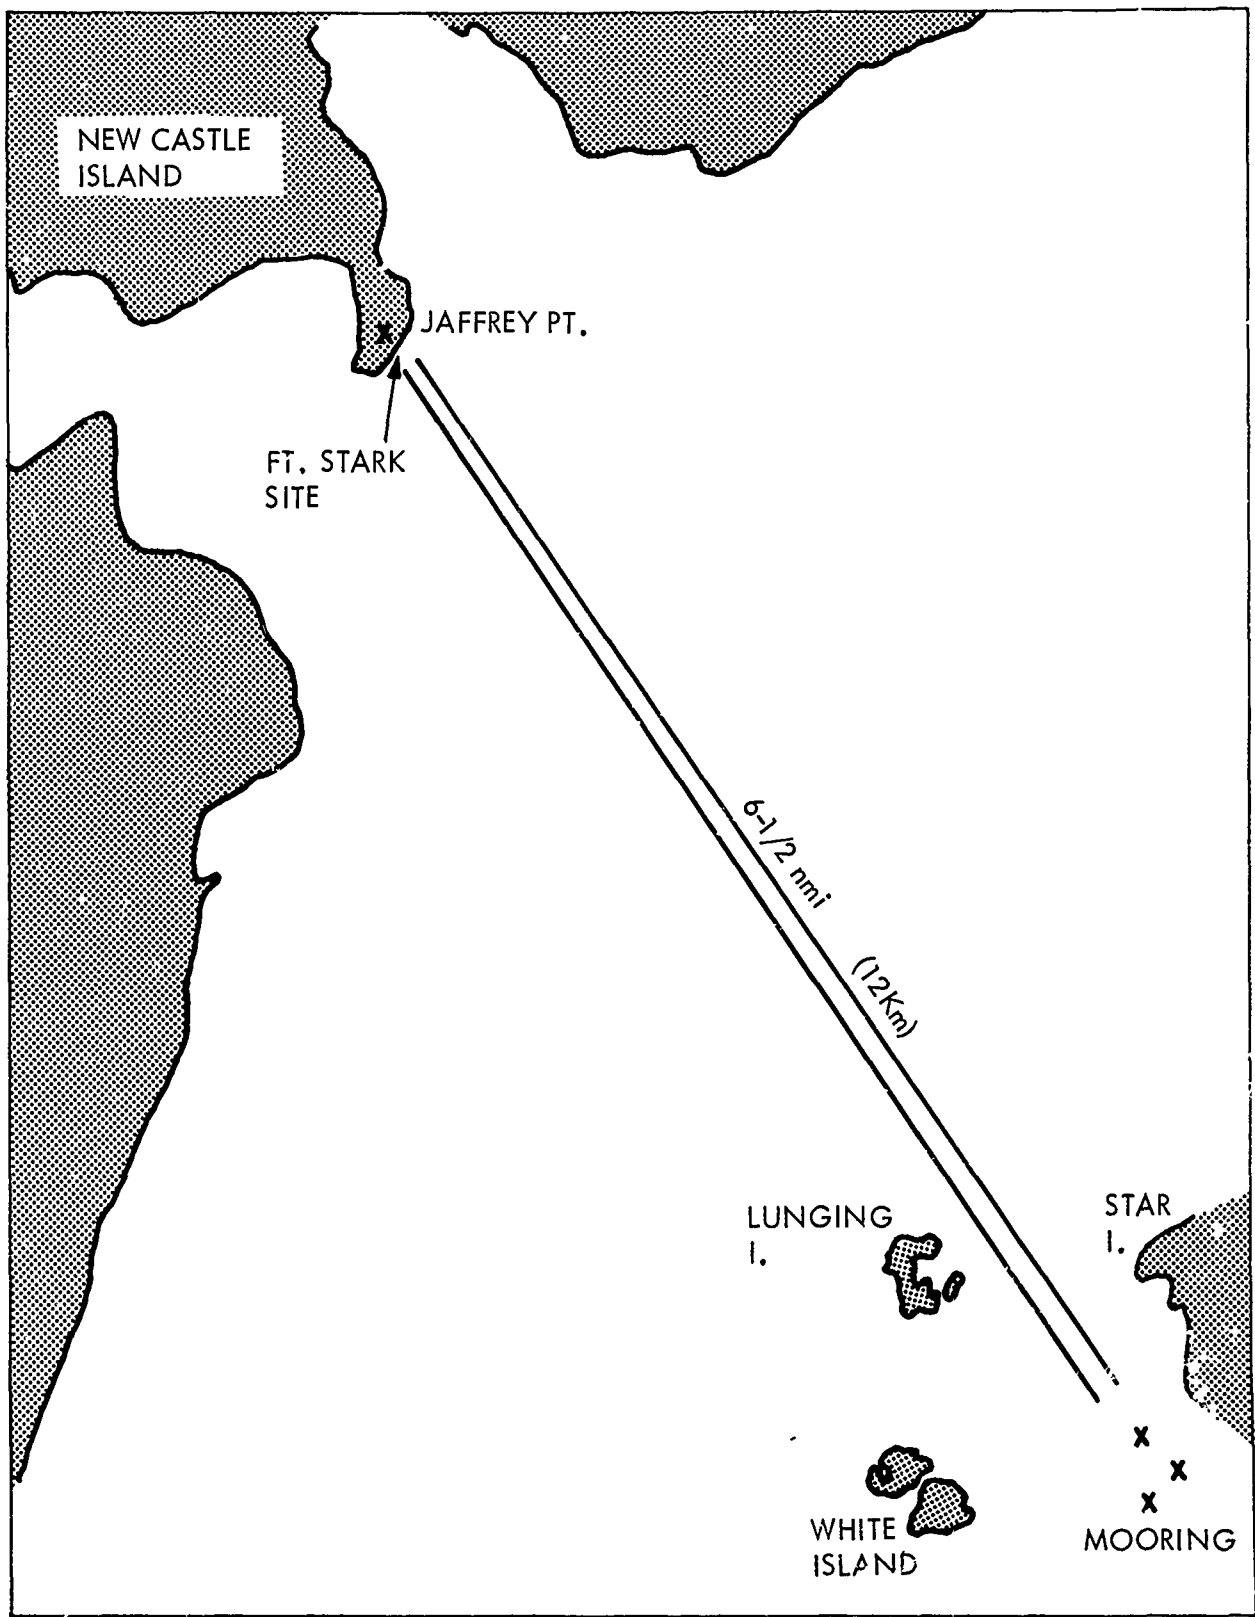 NEW CASTLE
ISLAND
JAFFREY PT.
FT. STARK
SITE
6-1/2 nmi
(12Km)
LUNGING
I.
STAR
I.
WHITE
ISLAND
MOORING